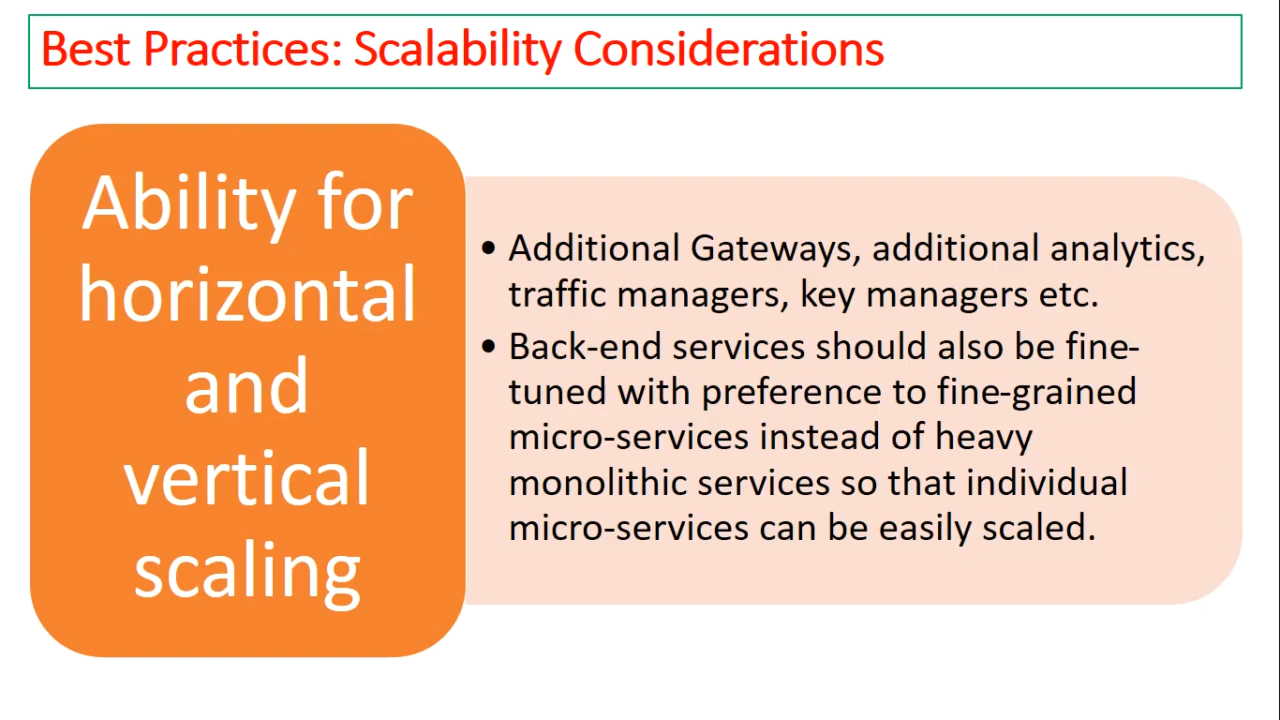 Best Practices: Scalability Considerations
Ability for
horizontal
and
vertical
scaling
• Additional Gateways, additional analytics,
traffic managers, key managers etc.
• Back-end services should also be fine-
tuned with preference to fine-grained
micro-services instead of heavy
monolithic services so that individual
micro-services can be easily scaled.